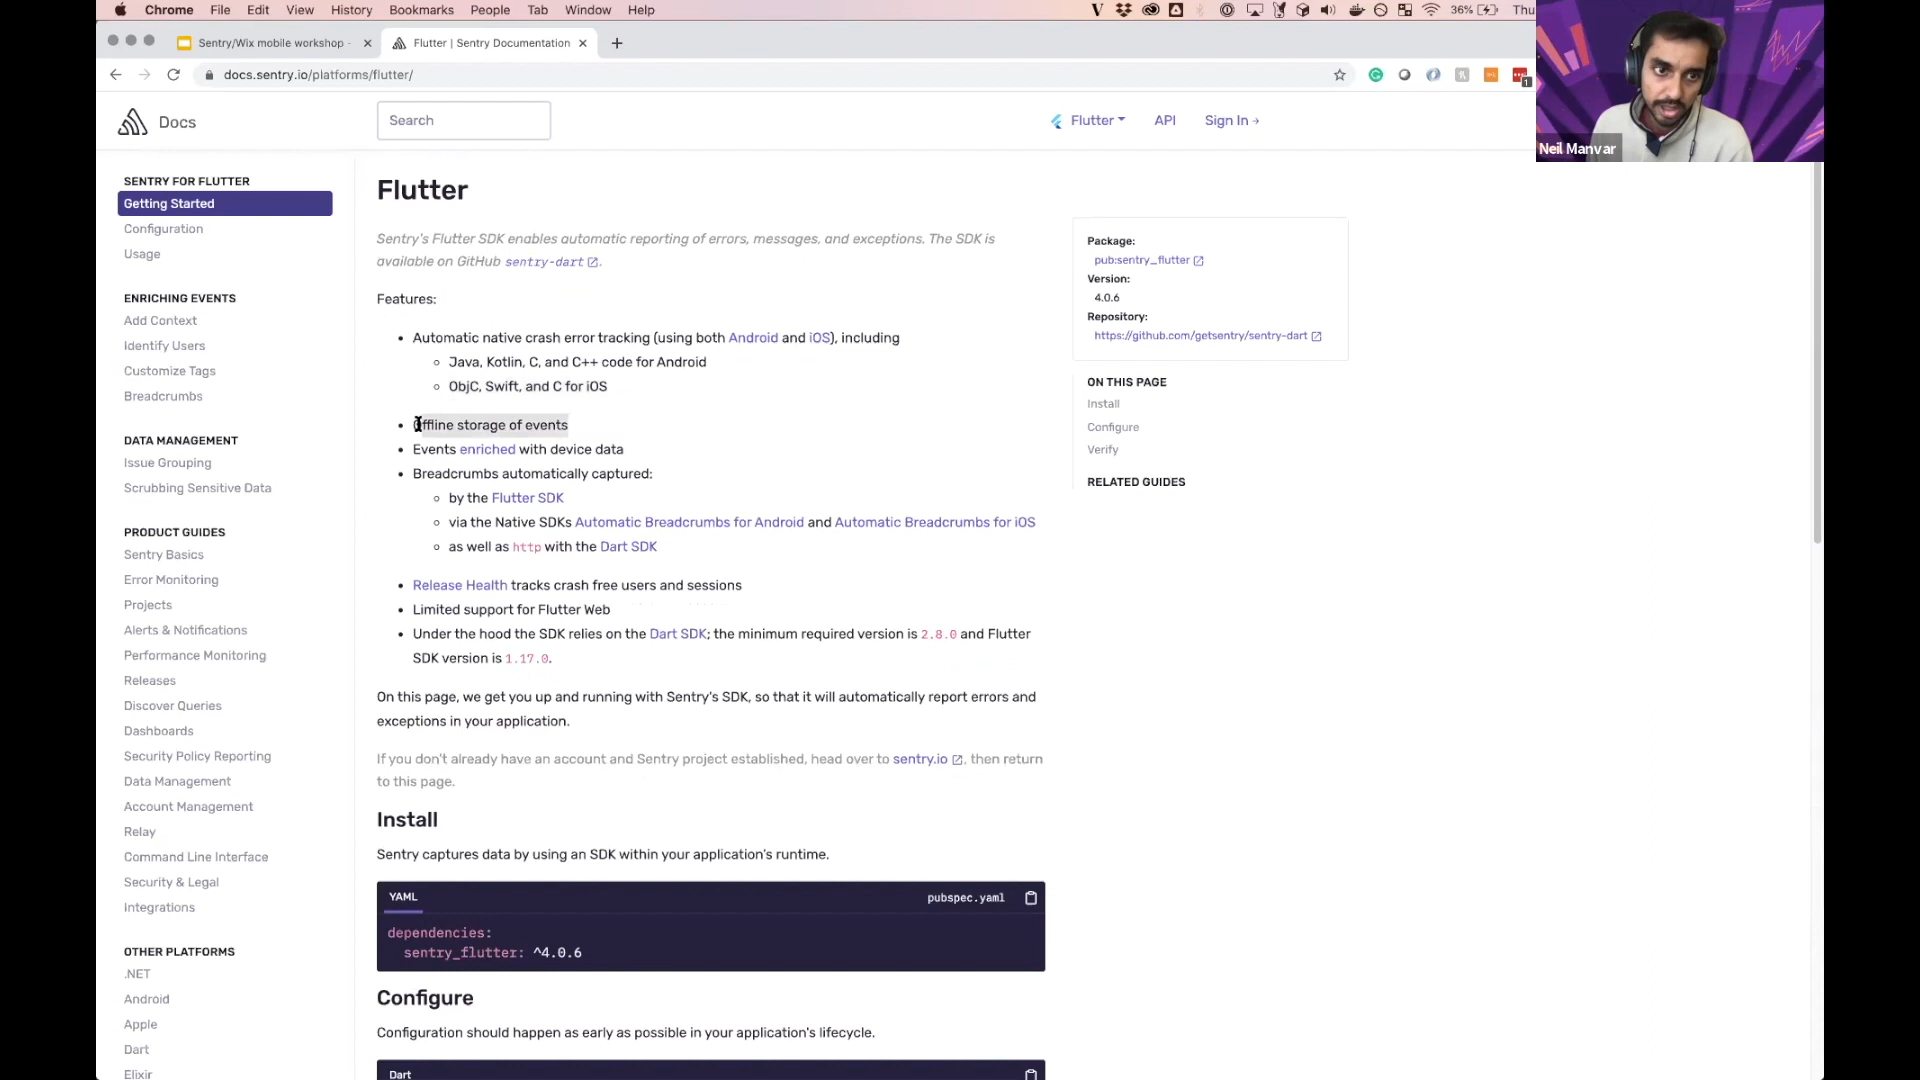 Chrome File Edit View History Bookmarks People Tab Window Help
36% Thu
Sentry/Wix mobile workshop -
Flutter | Sentry Documentation
docs.sentry.io/platforms/flutter/
Docs
Search
Flutter
API
Sign In →
Neil Manvar
SENTRY FOR FLUTTER
Getting Started
Configuration
Usage
ENRICHING EVENTS
Add Context
Identify Users
Customize Tags
Breadcrumbs
DATA MANAGEMENT
Issue Grouping
Scrubbing Sensitive Data
PRODUCT GUIDES
Sentry Basics
Error Monitoring
Projects
Alerts & Notifications
Performance Monitoring
Releases
Discover Queries
Dashboards
Security Policy Reporting
Data Management
Account Management
Relay
Command Line Interface
Security & Legal
Integrations
OTHER PLATFORMS
.NET
Android
Apple
Dart
Elixir
Flutter
Sentry's Flutter SDK enables automatic reporting of errors, messages, and exceptions. The SDK is
available on GitHub sentry-dart.
Features:
Automatic native crash error tracking (using both Android and iOS), including
Java, Kotlin, C, and C++ code for Android
ObjC, Swift, and C for iOS
Offline storage of events
Events enriched with device data
Breadcrumbs automatically captured:
by the Flutter SDK
via the Native SDKs Automatic Breadcrumbs for Android and Automatic Breadcrumbs for iOS
as well as http with the Dart SDK
Release Health tracks crash free users and sessions
Limited support for Flutter Web
Under the hood the SDK relies on the Dart SDK; the minimum required version is 2.8.0 and Flutter
SDK version is 1.17.0.
On this page, we get you up and running with Sentry's SDK, so that it will automatically report errors and
exceptions in your application.
If you don't already have an account and Sentry project established, head over to sentry.io, then return
to this page.
Install
Sentry captures data by using an SDK within your application's runtime.
YAML
pubspec.yaml
dependencies:
sentry_flutter: ^4.0.6
Configure
Configuration should happen as early as possible in your application's lifecycle.
Dart
Package:
pub:sentry_flutter
Version:
4.0.6
Repository:
https://github.com/getsentry/sentry-dart
ON THIS PAGE
Install
Configure
Verify
RELATED GUIDES